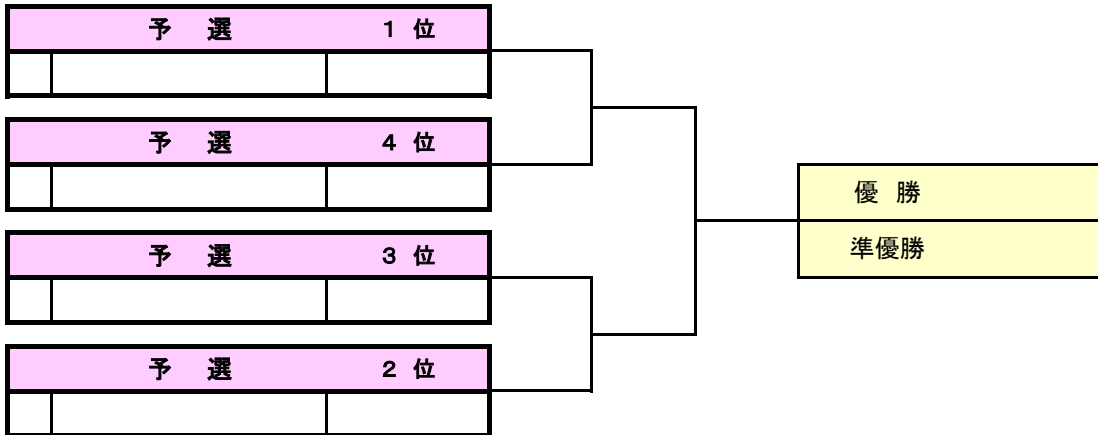 予　選　　　　　１ 位
予　選　　　　　４ 位
優　勝
準優勝
予　選　　　　　３ 位
予　選　　　　　２ 位